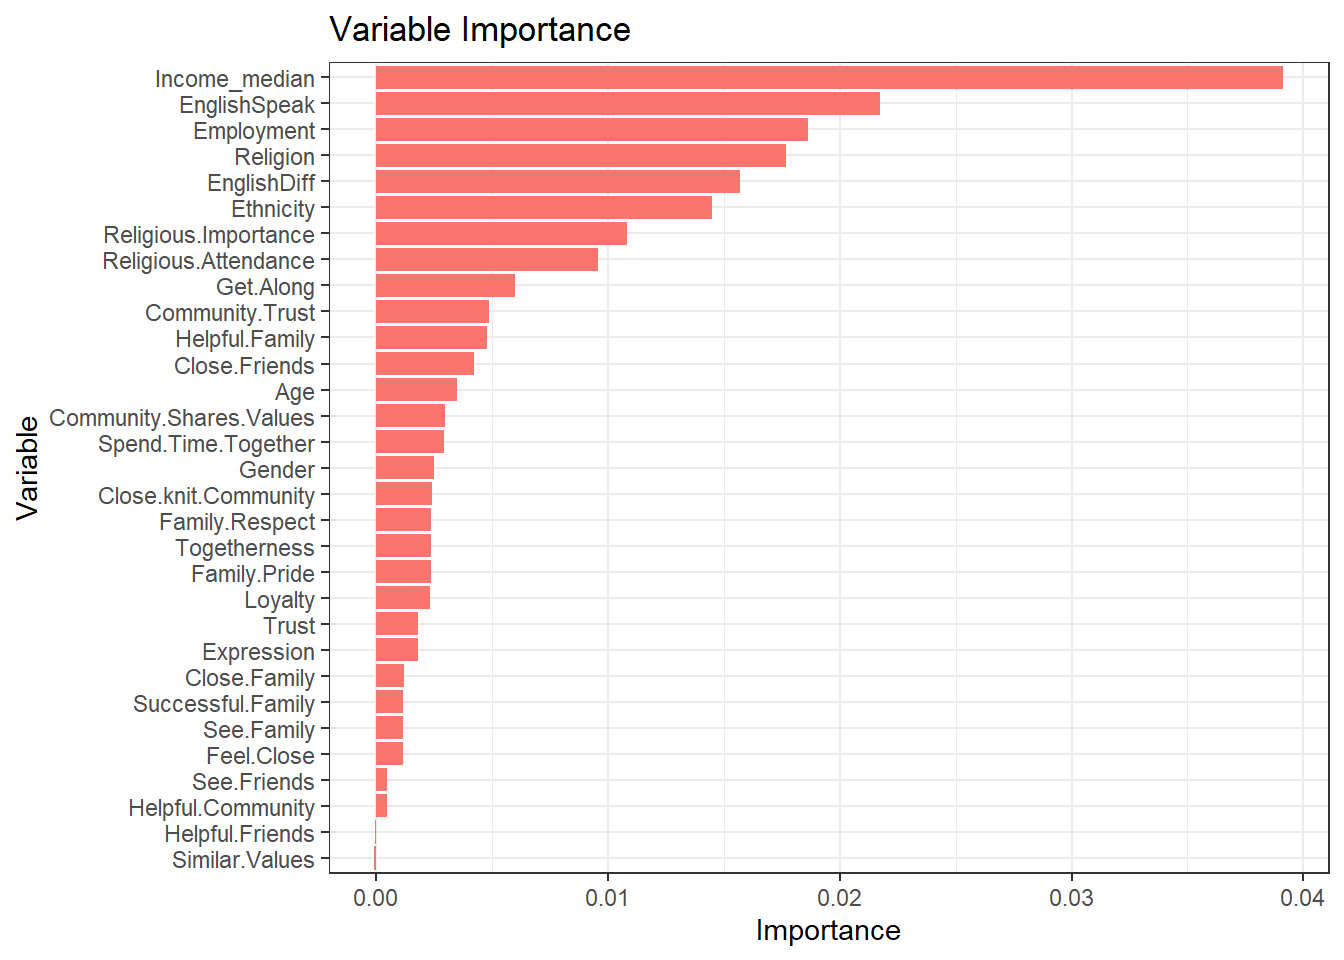 Variable Importance
Income_median
EnglishSpeak
Employment
Religion
EnglishDiff
Ethnicity
Religious.Importance
Religious.Attendance
Get.Along
Community.Trust
Helpful.Family
Close.Friends
Age
Community.Shares.Values
Spend.Time.Together
Gender
Close.knit.Community
Family.Respect
Togetherness
Family.Pride
Loyalty
Trust
Expression
Close.Family
Successful.Family
See.Family
Feel.Close
See.Friends
Helpful.Community
Helpful.Friends
Similar.Values
Variable
0.00 0.01 0.02 0.03 0.04
Importance